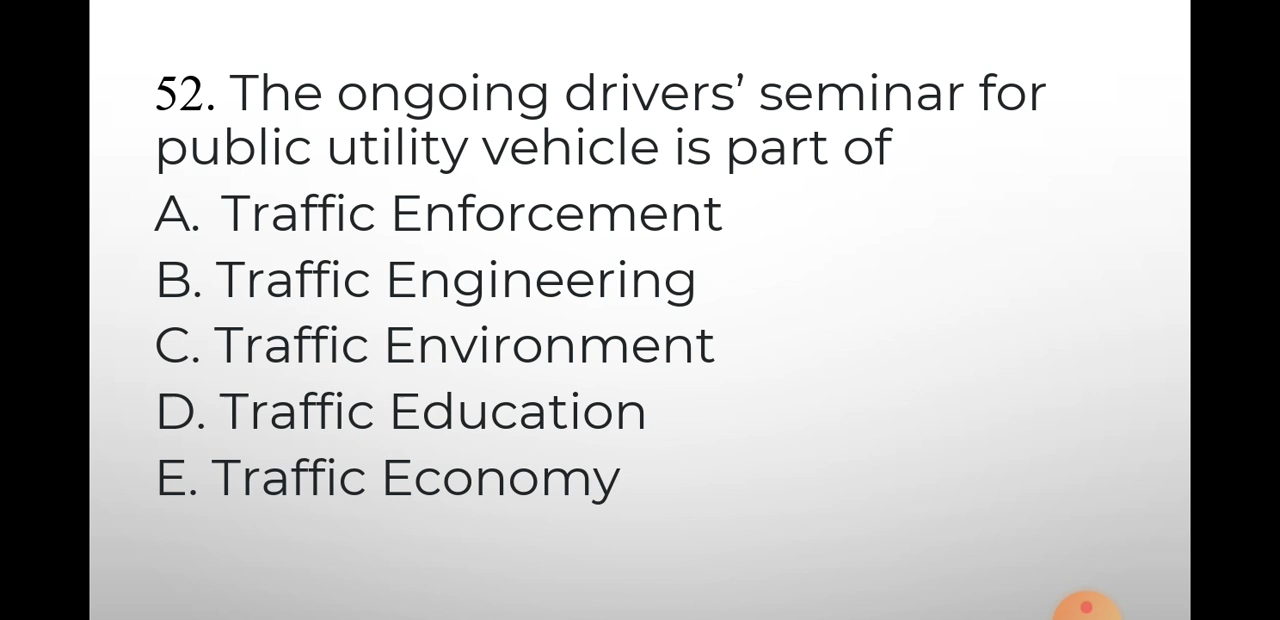 52. The ongoing drivers’ seminar for
public utility vehicle is part of
A. Traffic Enforcement
B. Traffic Engineering
C. Traffic Environment
D. Traffic Education
E. Traffic Economy